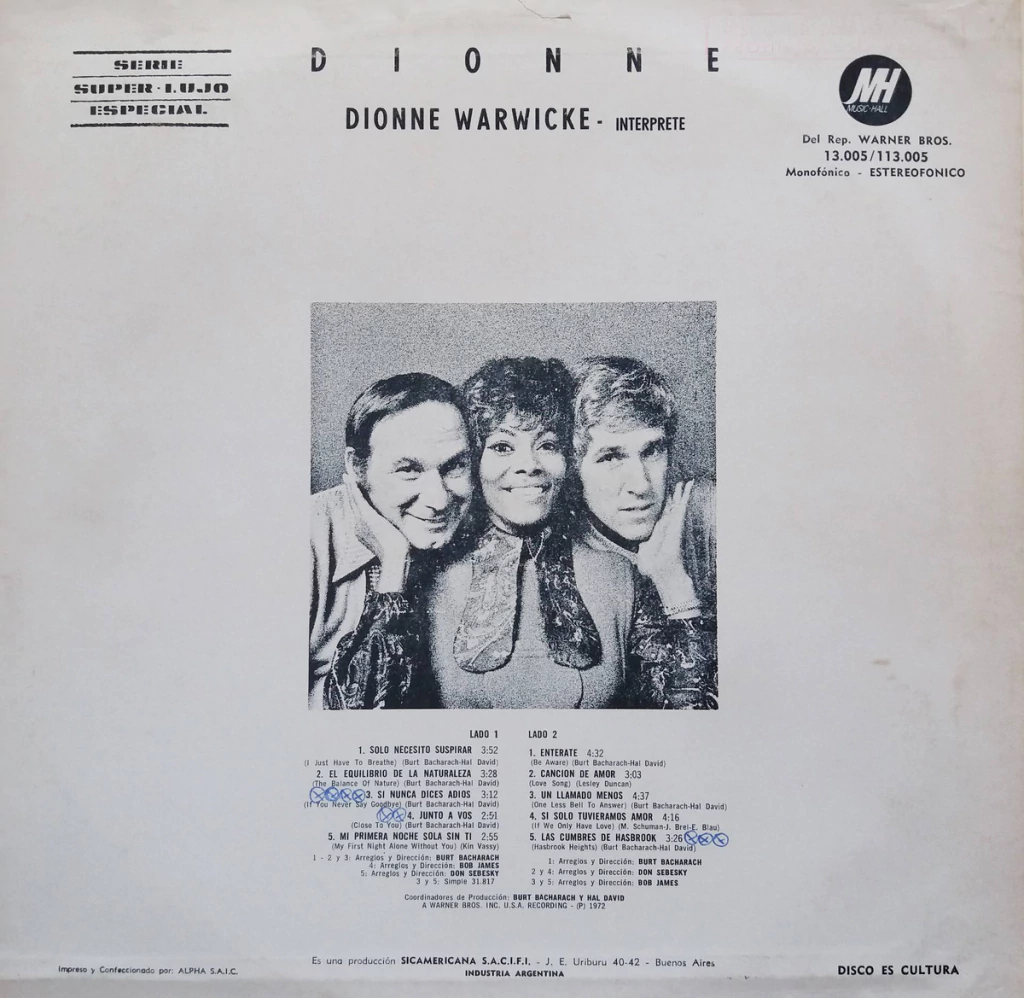 SERIE
SUPER-LUJO
ESPECIAL
DIONNE
DIONNE WARWICKE - INTERPRETE
MH
MUSIC-HALL
Del Rep. WARNER BROS.
13.005/113.005
Monofónico - ESTEREOFONICO
LADO 1
1. SOLO NECESITO SUSPIRAR 3:52
(I Just Have To Breathe) (Burt Bacharach-Hal David)
2. EL EQUILIBRIO DE LA NATURALEZA 3:28
(The Balance Of Nature) (Burt Bacharach-Hal David)
3. SI NUNCA DICES ADIOS 3:12
(If You Never Say Goodbye) (Burt Bacharach-Hal David)
4. JUNTO A VOS 2:51
(Close To You) (Burt Bacharach-Hal David)
5. MI PRIMERA NOCHE SOLA SIN TI 2:55
(My First Night Alone Without You) (Kin Vassy)
1 - 2 y 3: Arreglos y Dirección: BURT BACHARACH
4: Arreglos y Dirección: BOB JAMES
5: Arreglos y Dirección: DON SEBESKY
3 y 5: Simple 31.817
LADO 2
1. ENTERATE 4:32
(Be Aware) (Burt Bacharach-Hal David)
2. CANCION DE AMOR 3:03
(Love Song) (Lesley Duncan)
3. UN LLAMADO MENOS 4:37
(One Less Bell To Answer) (Burt Bacharach-Hal David)
4. SI SOLO TUVIERAMOS AMOR 4:16
(If We Only Have Love) (M. Schuman-J. Brel-E. Blau)
5. LAS CUMBRES DE HASBROOK 3:26
(Hasbrook Heights) (Burt Bacharach-Hal David)
1: Arreglos y Dirección: BURT BACHARACH
2 y 4: Arreglos y Dirección: DON SEBESKY
3 y 5: Arreglos y Dirección: BOB JAMES
Coordinadores de Producción: BURT BACHARACH Y HAL DAVID
A WARNER BROS. INC. U.S.A. RECORDING - (P) 1972
Impreso y Confeccionado por: ALPHA S.A.I.C.
Es una producción SICAMERICANA S.A.C.I.F.I. - J. E. Uriburu 40-42 - Buenos Aires
INDUSTRIA ARGENTINA
DISCO ES CULTURA